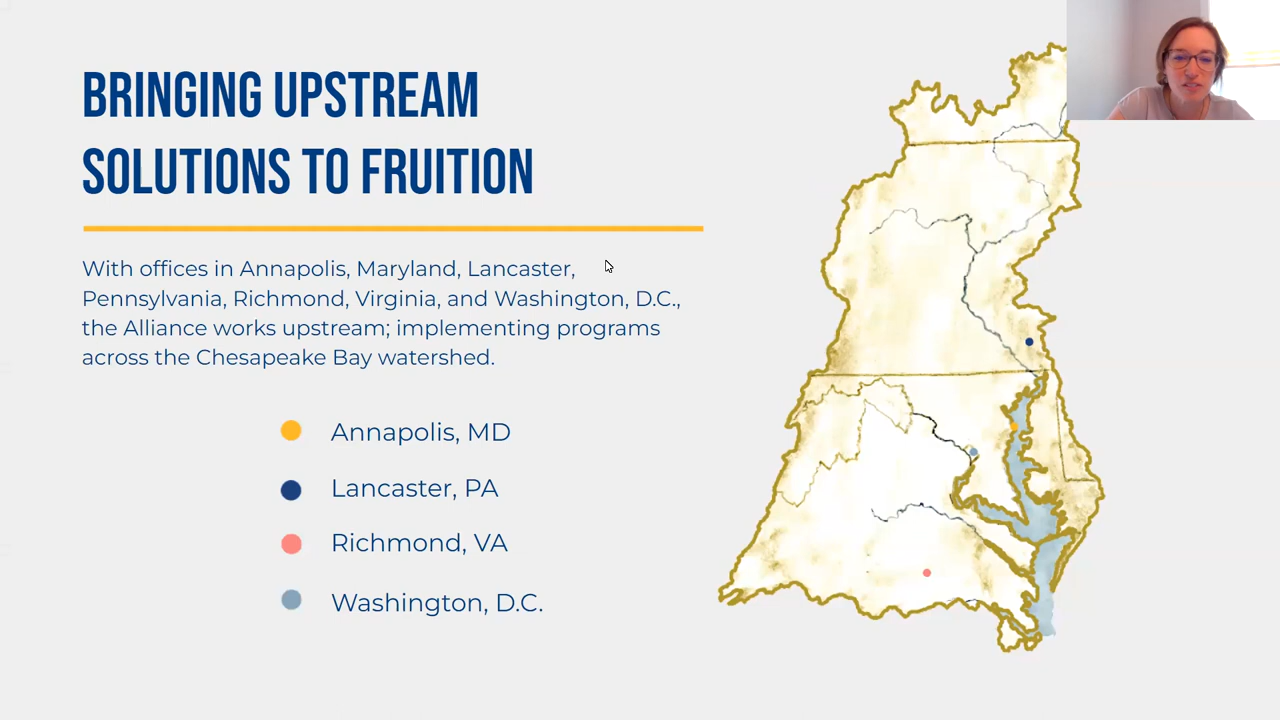 BRINGING UPSTREAM
SOLUTIONS TO FRUITION
With offices in Annapolis, Maryland, Lancaster,
Pennsylvania, Richmond, Virginia, and Washington, D.C.,
the Alliance works upstream; implementing programs
across the Chesapeake Bay watershed.
Annapolis, MD
Lancaster, PA
Richmond, VA
Washington, D.C.